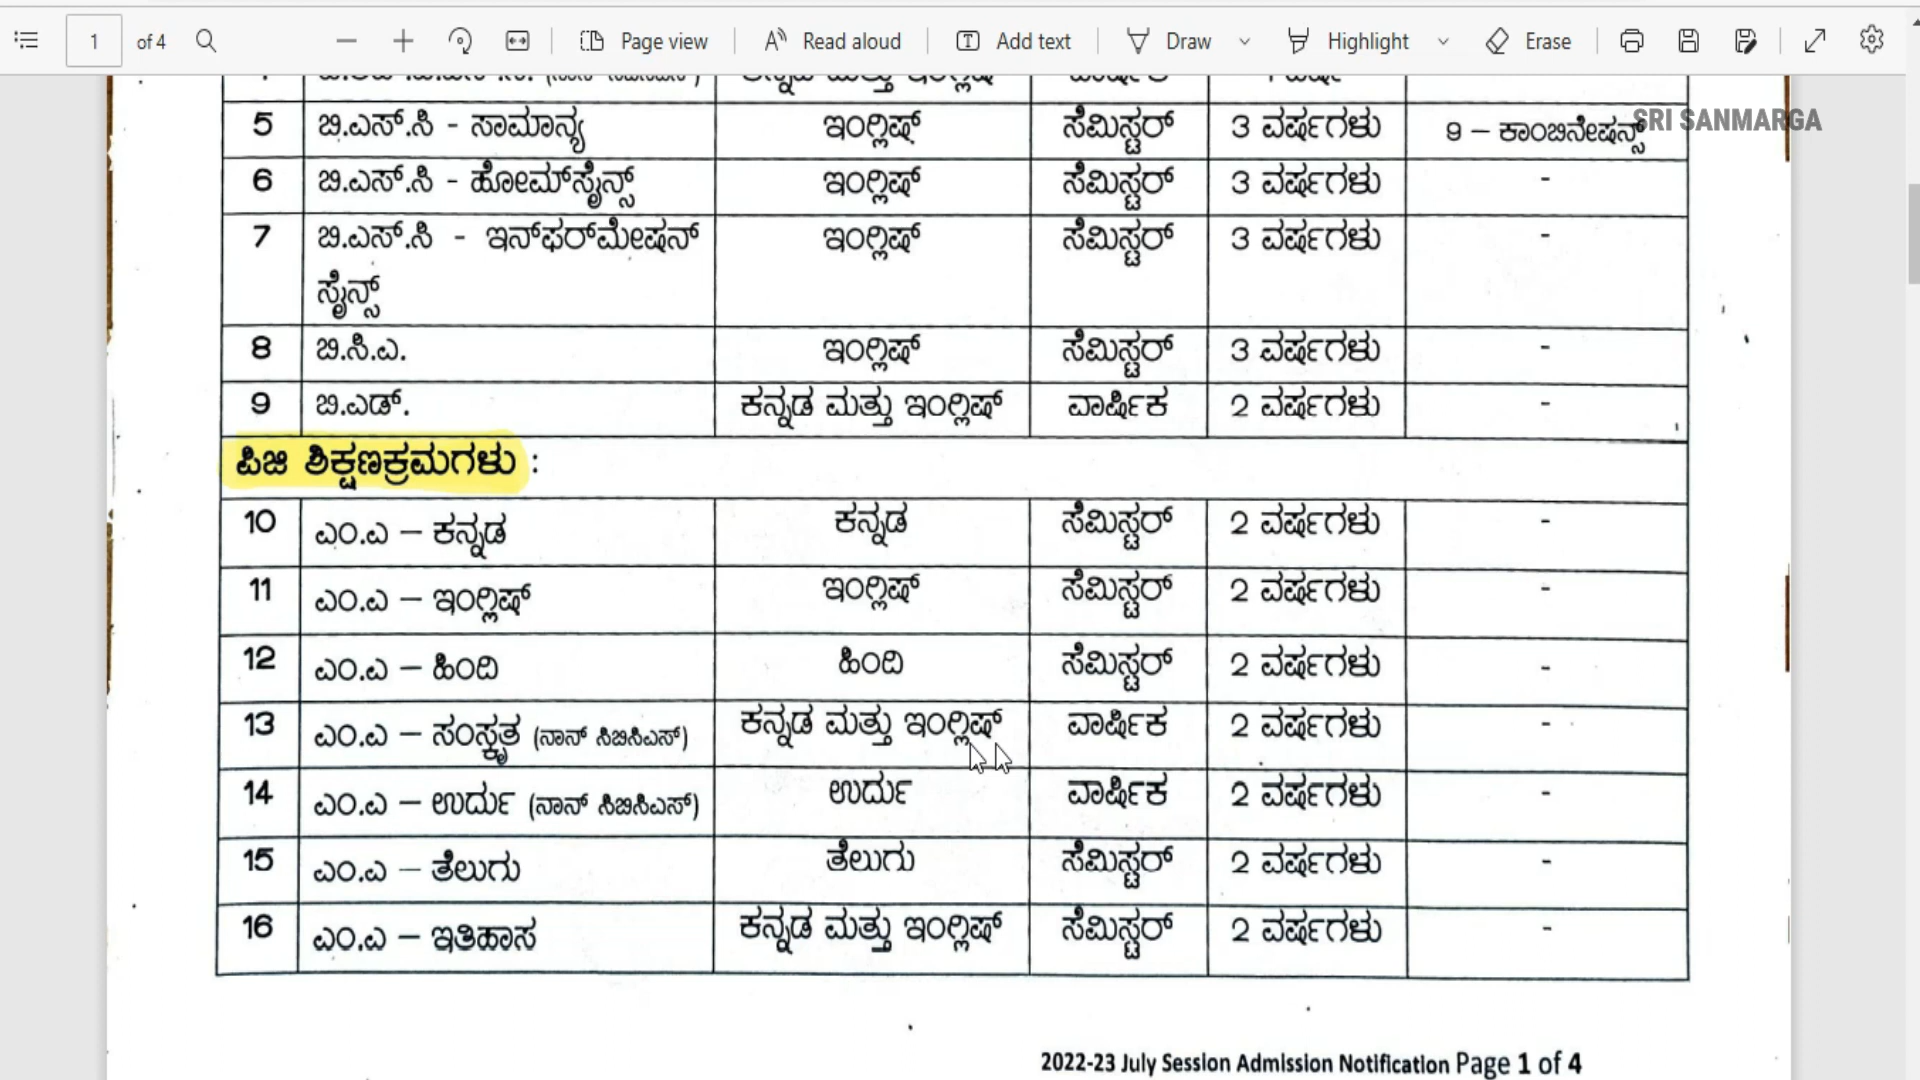 1 of 4 Page view Read aloud Add text Draw Highlight Erase
SRI SANMARGA
5 ಬಿ.ಎಸ್.ಸಿ - ಸಾಮಾನ್ಯ ಇಂಗ್ಲಿಷ್ ಸೆಮಿಸ್ಟರ್ 3 ವರ್ಷಗಳು 9 – ಕಾಂಬಿನೇಷನ್ಸ್
6 ಬಿ.ಎಸ್.ಸಿ - ಹೋಮ್‌ಸೈನ್ಸ್ ಇಂಗ್ಲಿಷ್ ಸೆಮಿಸ್ಟರ್ 3 ವರ್ಷಗಳು -
7 ಬಿ.ಎಸ್.ಸಿ - ಇನ್‌ಫರ್‌ಮೇಷನ್ ಇಂಗ್ಲಿಷ್ ಸೆಮಿಸ್ಟರ್ 3 ವರ್ಷಗಳು -
ಸೈನ್ಸ್
8 ಬಿ.ಸಿ.ಎ. ಇಂಗ್ಲಿಷ್ ಸೆಮಿಸ್ಟರ್ 3 ವರ್ಷಗಳು -
9 ಬಿ.ಎಡ್. ಕನ್ನಡ ಮತ್ತು ಇಂಗ್ಲಿಷ್ ವಾರ್ಷಿಕ 2 ವರ್ಷಗಳು -
ಪಿಜಿ ಶಿಕ್ಷಣಕ್ರಮಗಳು :
10 ಎಂ.ಎ – ಕನ್ನಡ ಕನ್ನಡ ಸೆಮಿಸ್ಟರ್ 2 ವರ್ಷಗಳು -
11 ಎಂ.ಎ – ಇಂಗ್ಲಿಷ್ ಇಂಗ್ಲಿಷ್ ಸೆಮಿಸ್ಟರ್ 2 ವರ್ಷಗಳು -
12 ಎಂ.ಎ – ಹಿಂದಿ ಹಿಂದಿ ಸೆಮಿಸ್ಟರ್ 2 ವರ್ಷಗಳು -
13 ಎಂ.ಎ – ಸಂಸ್ಕೃತ (ನಾನ್ ಸಿಬಿಸಿಎಸ್) ಕನ್ನಡ ಮತ್ತು ಇಂಗ್ಲಿಷ್ ವಾರ್ಷಿಕ 2 ವರ್ಷಗಳು -
14 ಎಂ.ಎ – ಉರ್ದು (ನಾನ್ ಸಿಬಿಸಿಎಸ್) ಉರ್ದು ವಾರ್ಷಿಕ 2 ವರ್ಷಗಳು -
15 ಎಂ.ಎ – ತೆಲುಗು ತೆಲುಗು ಸೆಮಿಸ್ಟರ್ 2 ವರ್ಷಗಳು -
16 ಎಂ.ಎ – ಇತಿಹಾಸ ಕನ್ನಡ ಮತ್ತು ಇಂಗ್ಲಿಷ್ ಸೆಮಿಸ್ಟರ್ 2 ವರ್ಷಗಳು -
2022-23 July Session Admission Notification Page 1 of 4